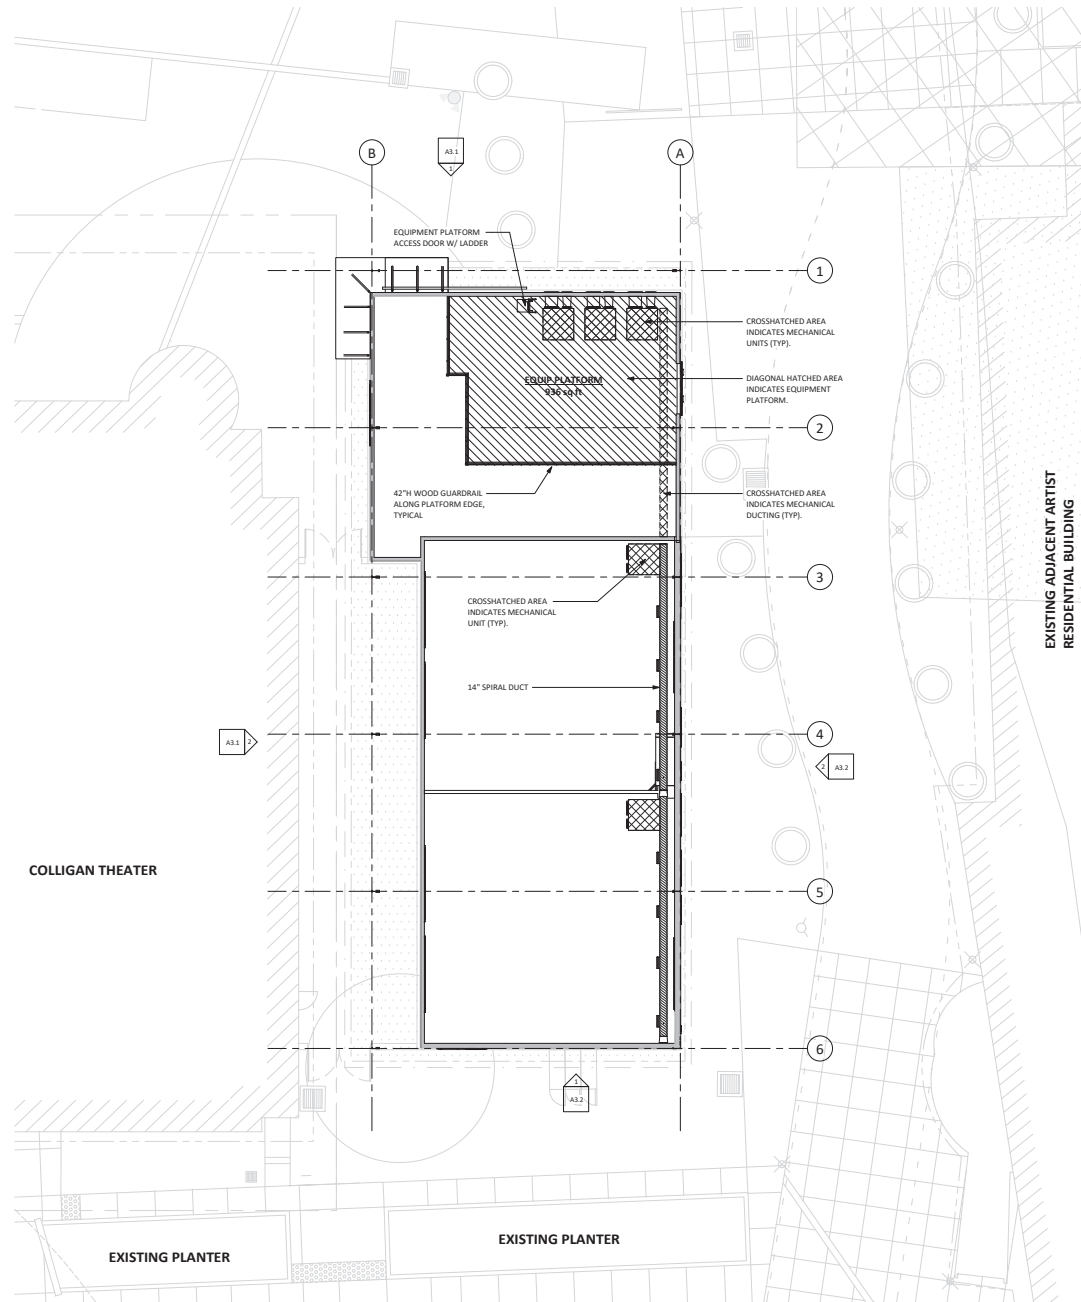 B
A3.1
1
A
EQUIPMENT PLATFORM
ACCESS DOOR W/ LADDER
1
CROSSHATCHED AREA
INDICATES MECHANICAL
UNITS (TYP).
EQUIP PLATFORM
936 sq ft
DIAGONAL HATCHED AREA
INDICATES EQUIPMENT
PLATFORM.
2
42"H WOOD GUARDRAIL
ALONG PLATFORM EDGE,
TYPICAL
CROSSHATCHED AREA
INDICATES MECHANICAL
DUCTING (TYP).
EXISTING ADJACENT ARTIST
RESIDENTIAL BUILDING
3
CROSSHATCHED AREA
INDICATES MECHANICAL
UNIT (TYP).
14" SPIRAL DUCT
4
A3.1
2
2
A3.2
COLLIGAN THEATER
5
6
1
A3.2
EXISTING PLANTER
EXISTING PLANTER